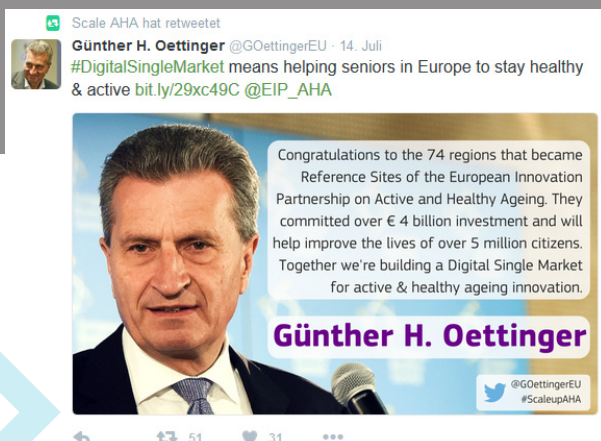 Scale AHA hat retweetet
Günther H. Oettinger @GOettingerEU · 14. Juli
#DigitalSingleMarket means helping seniors in Europe to stay healthy
& active bit.ly/29xc49C @EIP_AHA
Congratulations to the 74 regions that became
Reference Sites of the European Innovation
Partnership on Active and Healthy Ageing. They
committed over € 4 billion investment and will
help improve the lives of over 5 million citizens.
Together we're building a Digital Single Market
for active & healthy ageing innovation.
Günther H. Oettinger
@GOettingerEU
#ScaleupAHA
51 31